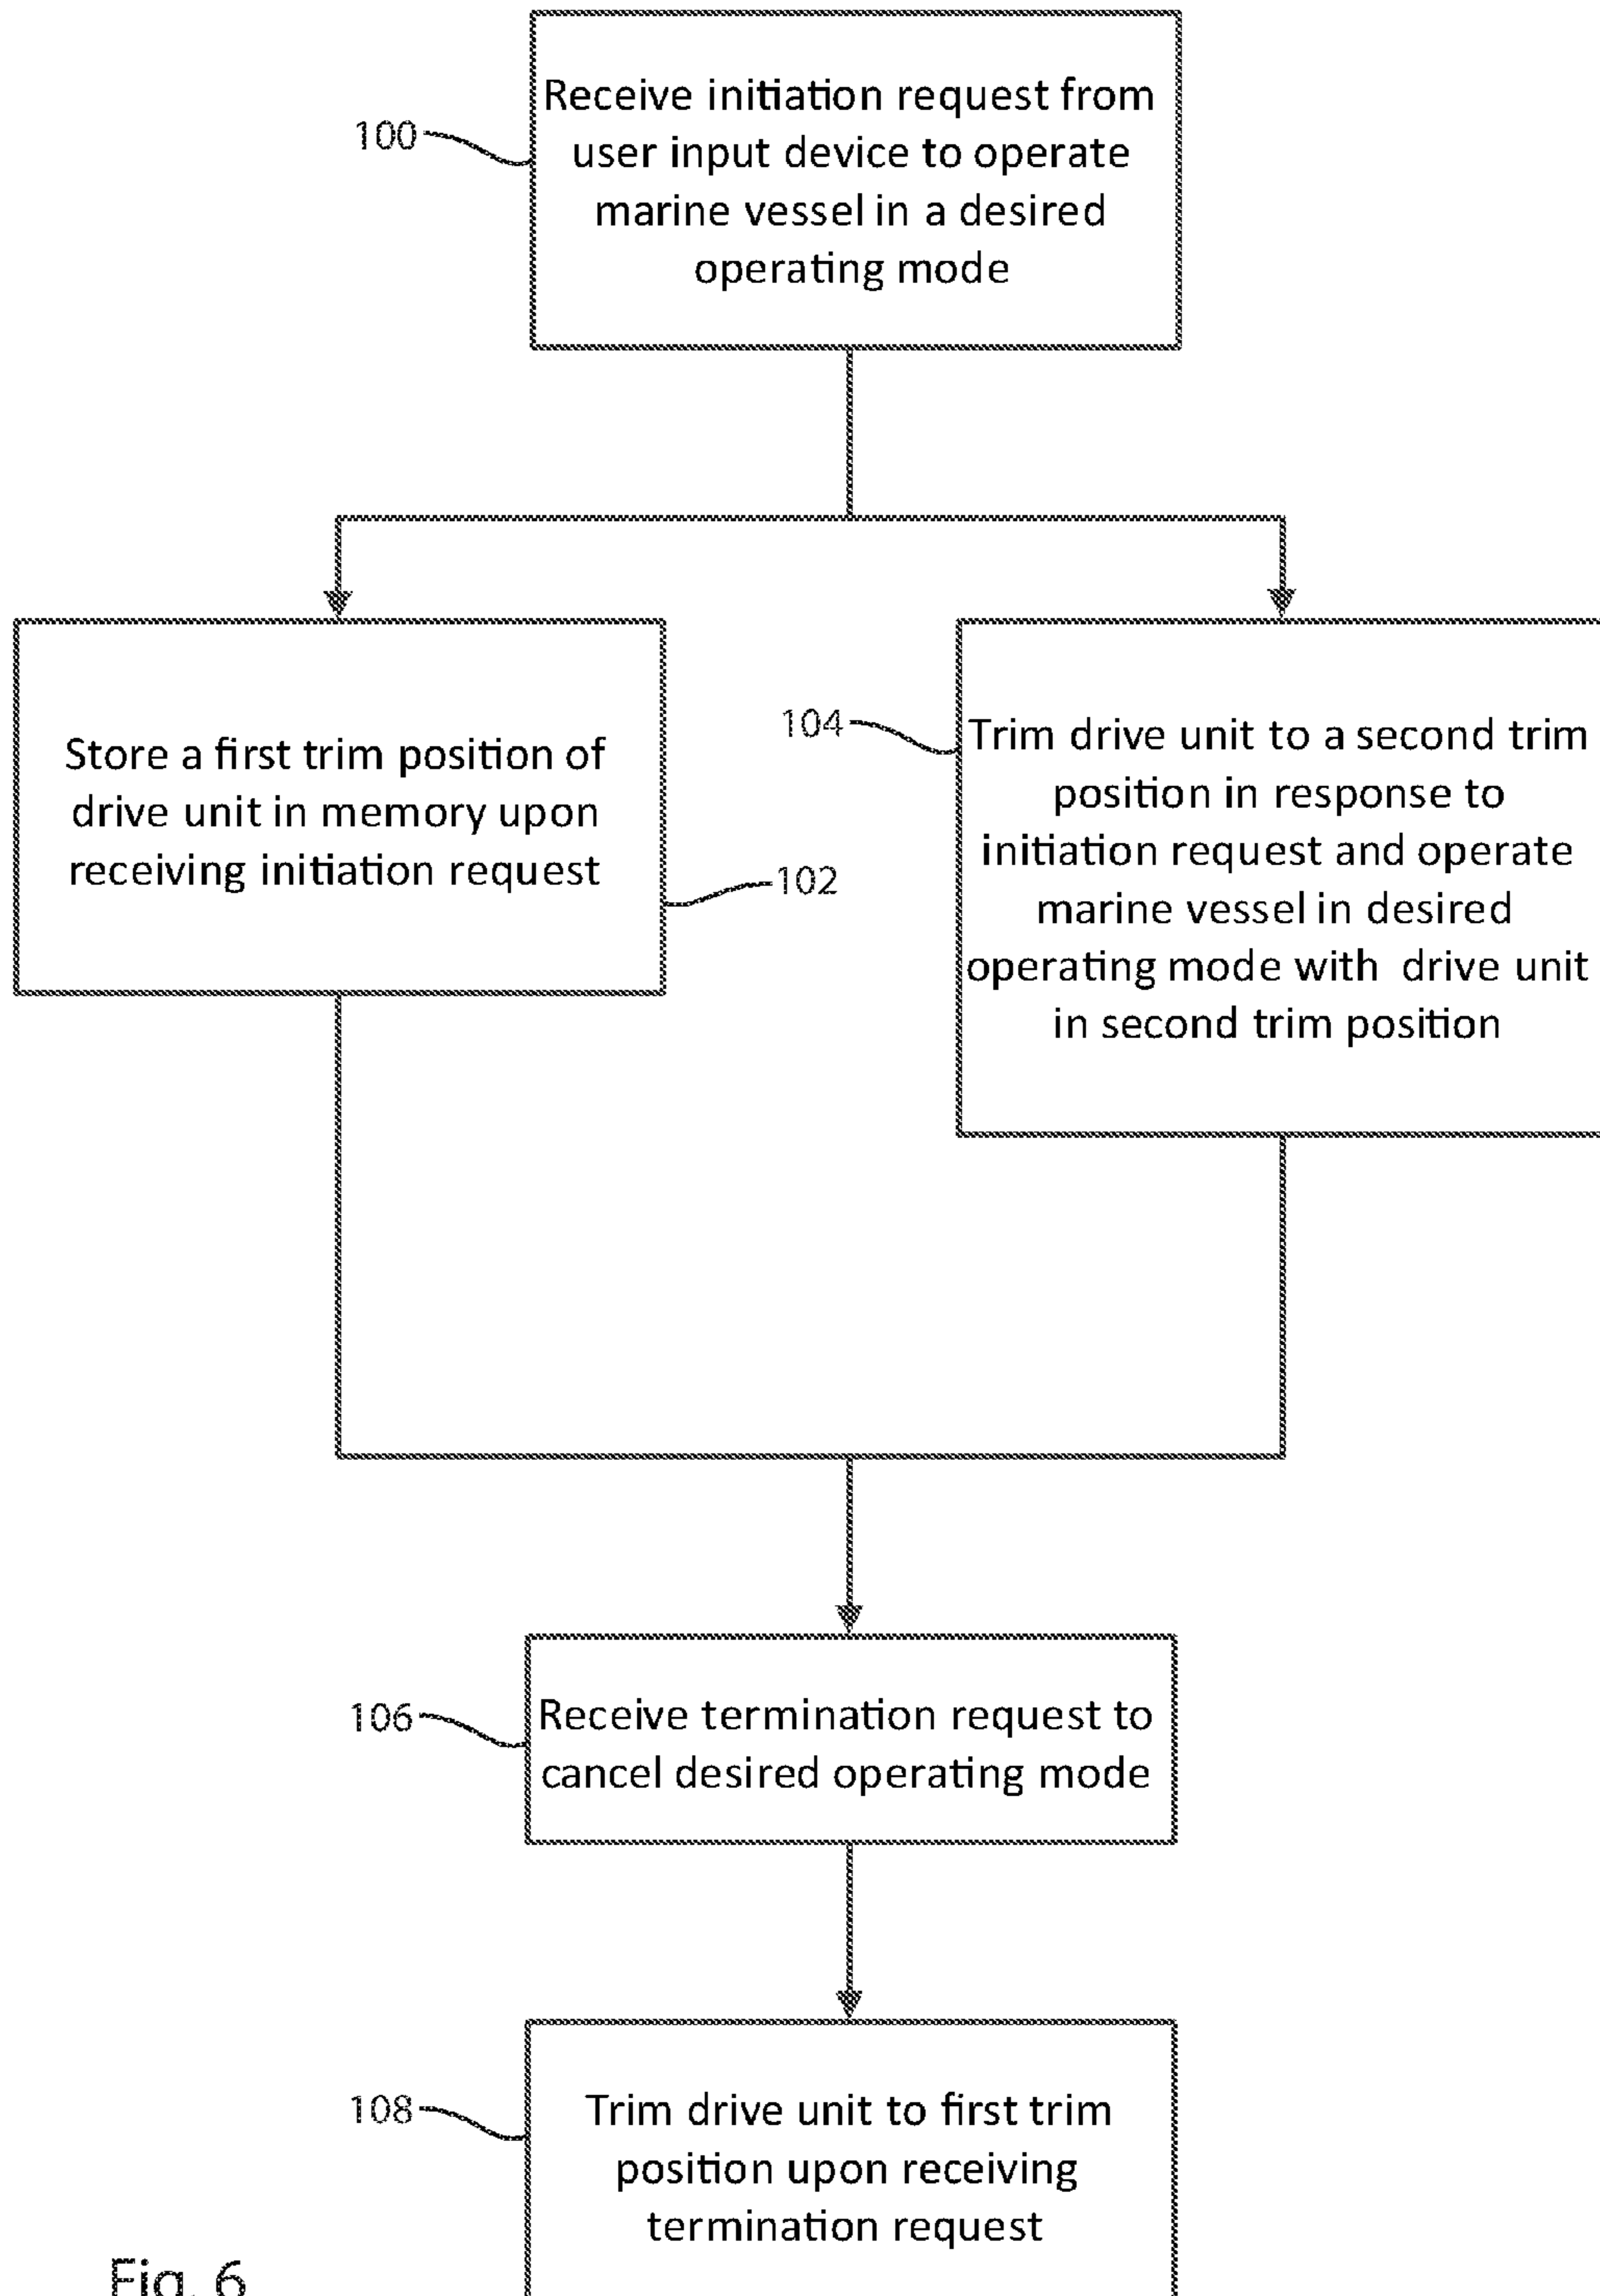 100
Receive initiation request from
user input device to operate
marine vessel in a desired
operating mode
Store a first trim position of
drive unit in memory upon
receiving initiation request
102
104
Trim drive unit to a second trim
position in response to
initiation request and operate
marine vessel in desired
operating mode with drive unit
in second trim position
106
Receive termination request to
cancel desired operating mode
108
Trim drive unit to first trim
position upon receiving
termination request
Fig. 6